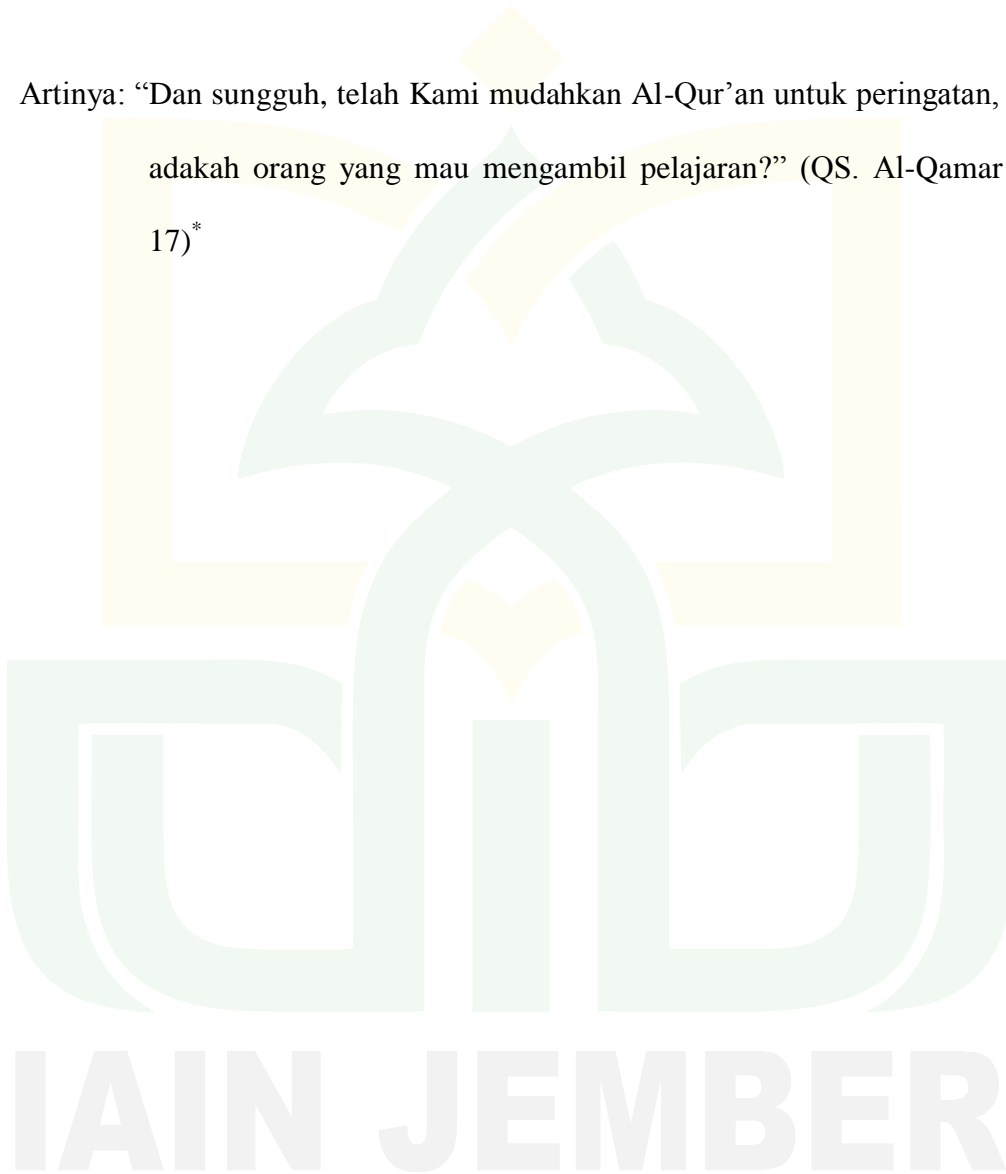 Artinya: “Dan sungguh, telah Kami mudahkan Al-Qur’an untuk peringatan,
adakah orang yang mau mengambil pelajaran?” (QS. Al-Qamar
17)*
IAIN JEMBER